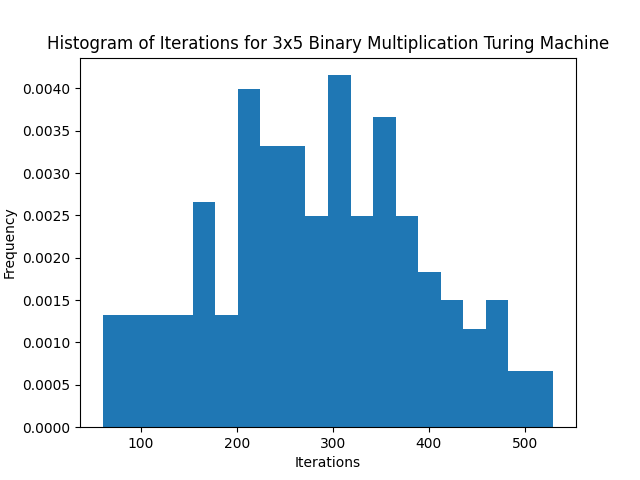 Histogram of Iterations for 3x5 Binary Multiplication Turing Machine
0.0040
0.0035
0.0030
0.0025
0.0020
0.0015
0.0010
0.0005
0.0000
Frequency
100 200 300 400 500
Iterations